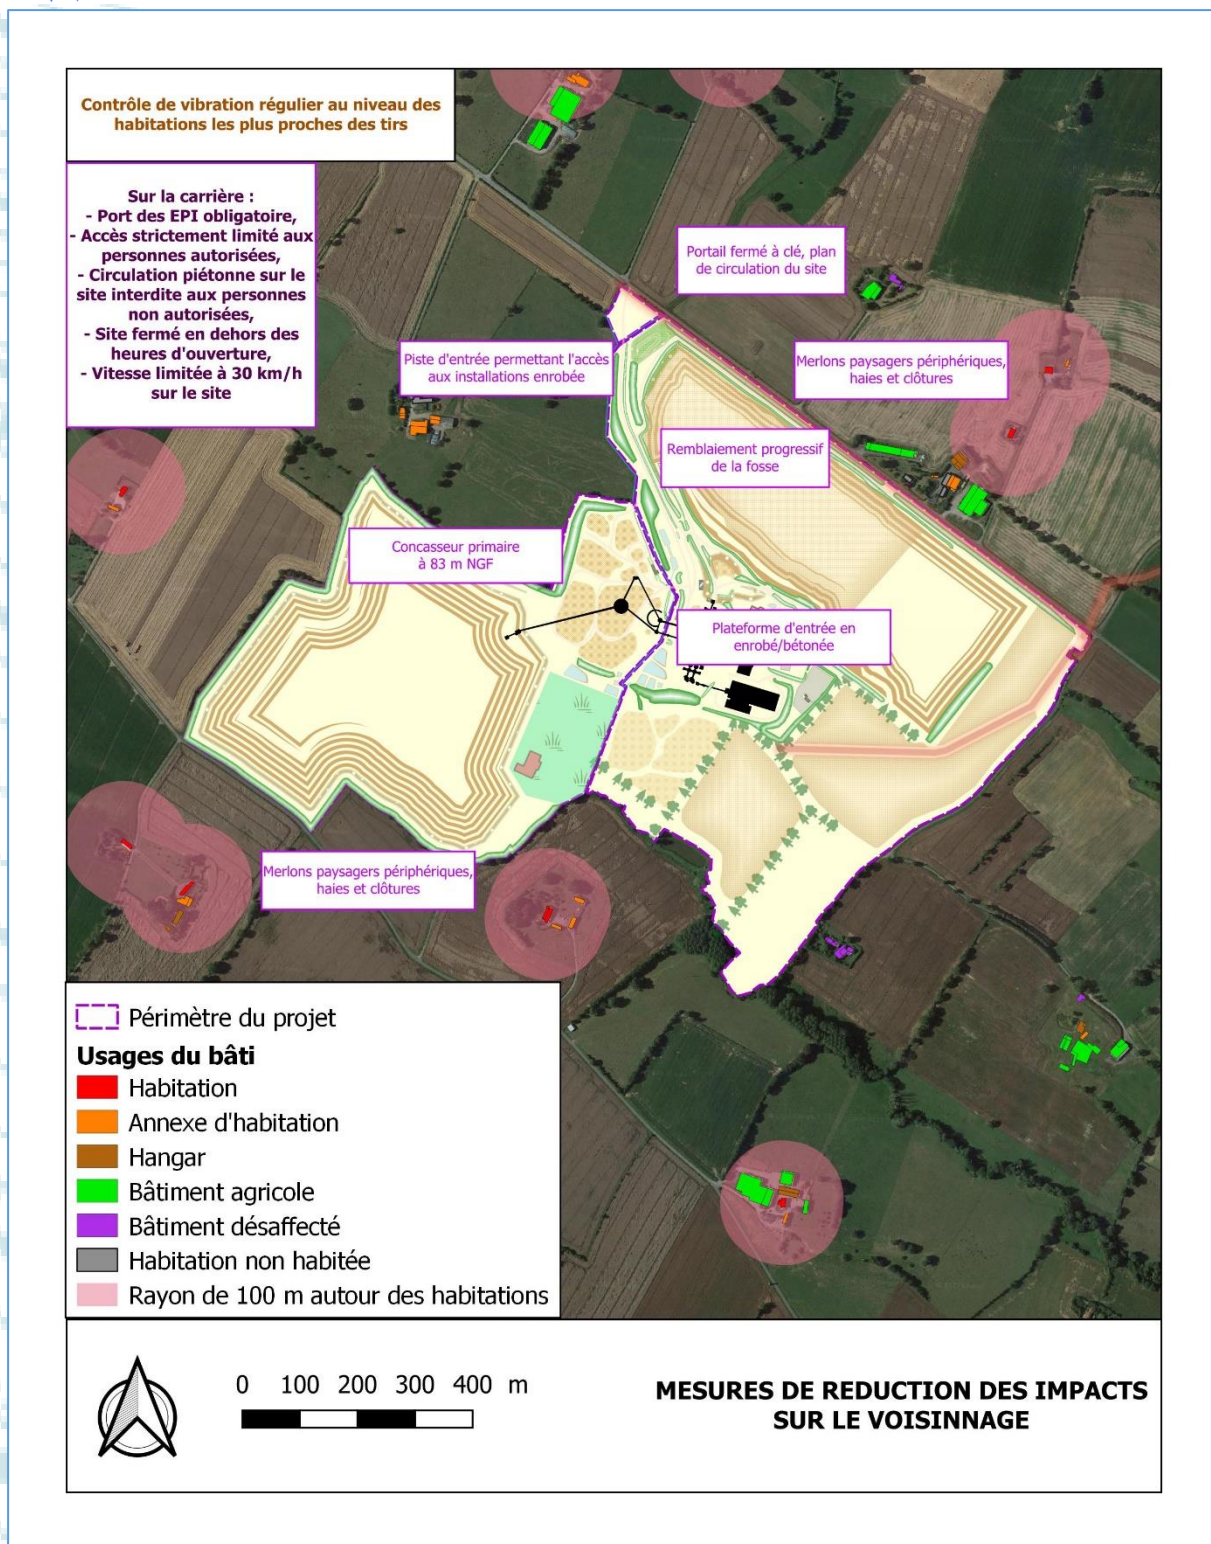 Contrôle de vibration régulier au niveau des
habitations les plus proches des tirs
Sur la carrière :
- Port des EPI obligatoire,
- Accès strictement limité aux
personnes autorisées,
- Circulation piétonne sur le
site interdite aux personnes
non autorisées,
- Site fermé en dehors des
heures d'ouverture,
- Vitesse limitée à 30 km/h
sur le site
Portail fermé à clé, plan
de circulation du site
Piste d'entrée permettant l'accès
aux installations enrobée
Merlons paysagers périphériques,
haies et clôtures
Remblaiement progressif
de la fosse
Concasseur primaire
à 83 m NGF
Plateforme d'entrée en
enrobé/bétonée
Merlons paysagers périphériques,
haies et clôtures
Périmètre du projet
Usages du bâti
Habitation
Annexe d'habitation
Hangar
Bâtiment agricole
Bâtiment désaffecté
Habitation non habitée
Rayon de 100 m autour des habitations
0 100 200 300 400 m
MESURES DE REDUCTION DES IMPACTS
SUR LE VOISINNAGE